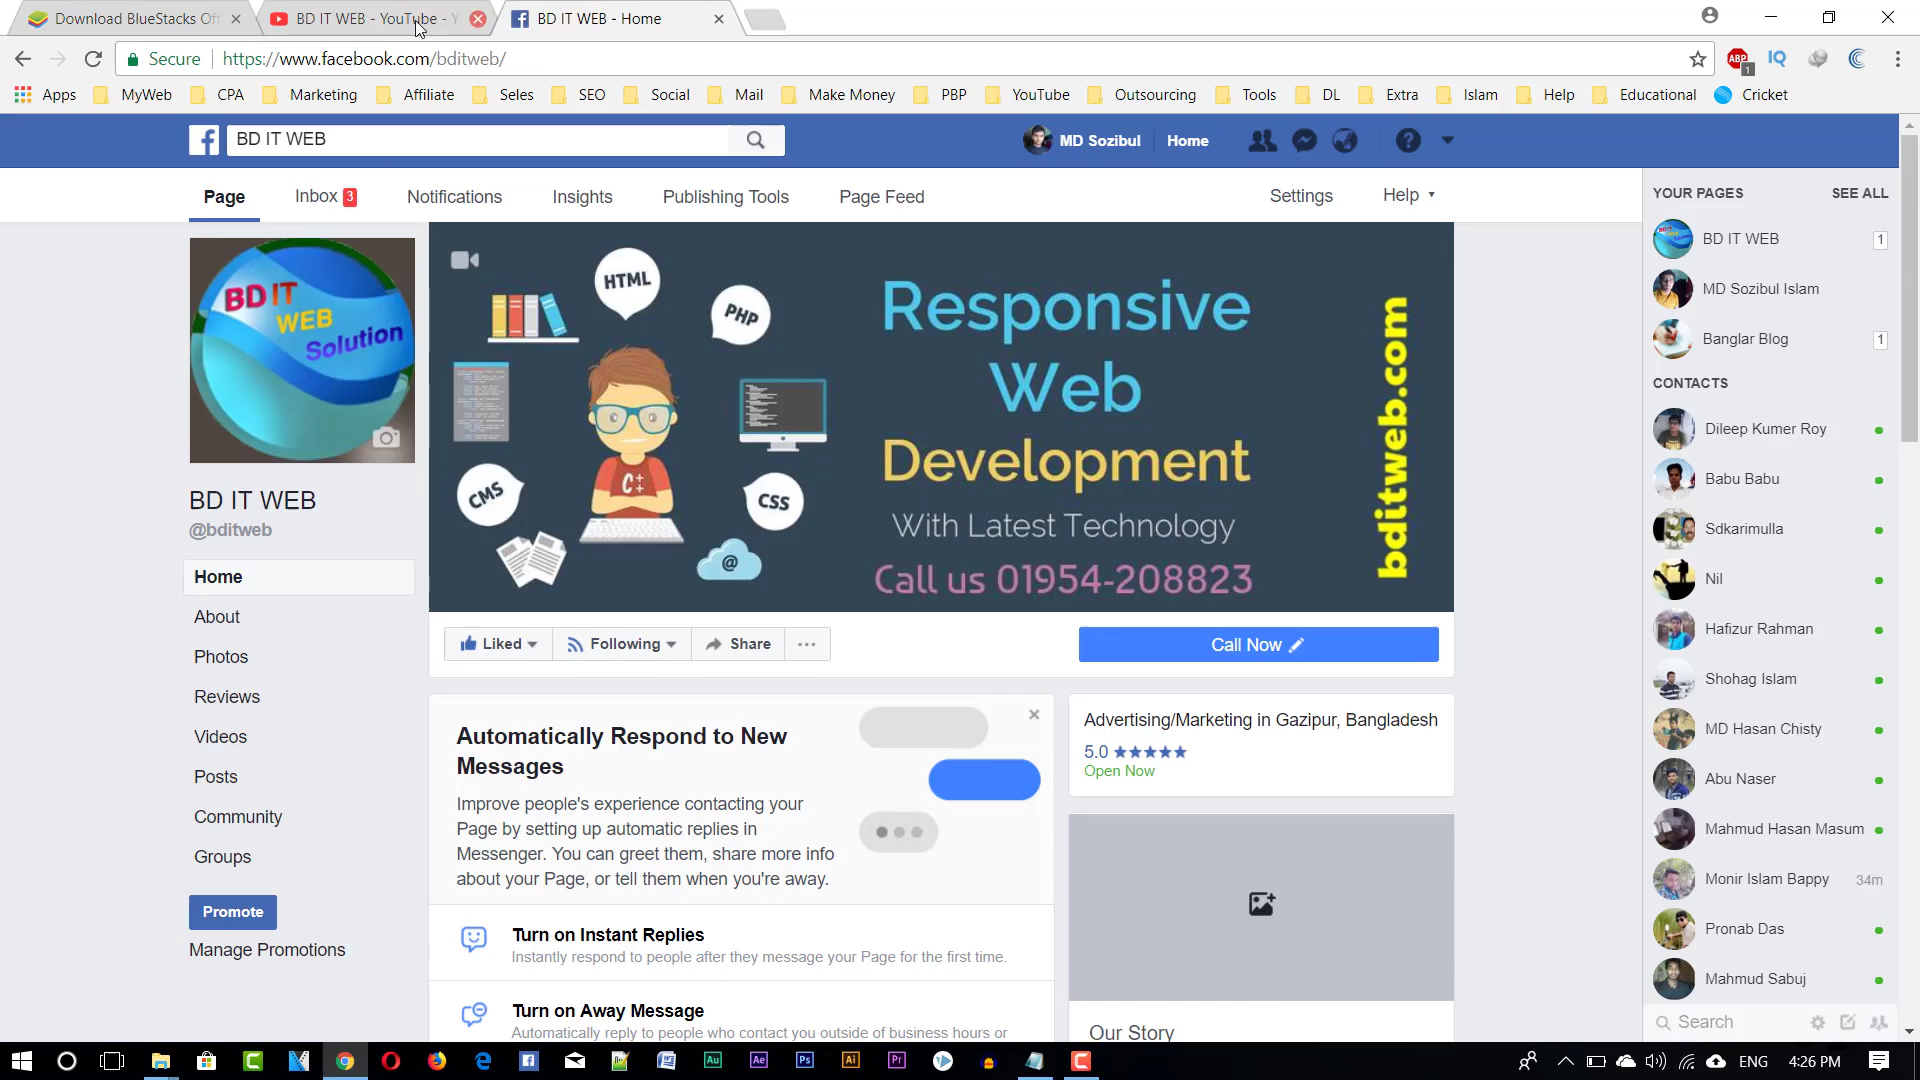 Download BlueStacks Off
BD IT WEB - YouTube - Y
BD IT WEB - Home
Secure
https://www.facebook.com/bditweb/
ABP
1
IQ
Apps
MyWeb
CPA
Marketing
Affiliate
Seles
SEO
Social
Mail
Make Money
PBP
YouTube
Outsourcing
Tools
DL
Extra
Islam
Help
Educational
Cricket
BD IT WEB
MD Sozibul
Home
Page
Inbox 3
Notifications
Insights
Publishing Tools
Page Feed
Settings
Help
YOUR PAGES
SEE ALL
BD IT WEB
1
MD Sozibul Islam
Banglar Blog
1
CONTACTS
Dileep Kumar Roy
Babu Babu
Sdkarimulla
Nil
Hafizur Rahman
Shohag Islam
MD Hasan Chisty
Abu Naser
Mahmud Hasan Masum
Monir Islam Bappy
34m
Pronab Das
Mahmud Sabuj
Search
BD IT
WEB
Solution
BD IT WEB
@bditweb
Home
About
Photos
Reviews
Videos
Posts
Community
Groups
Promote
Manage Promotions
HTML
PHP
CMS
CSS
C++
@
Responsive
Web
Development
With Latest Technology
Call us 01954-208823
bditweb.com
Liked
Following
Share
Call Now
Automatically Respond to New
Messages
Improve people's experience contacting your
Page by setting up automatic replies in
Messenger. You can greet them, share more info
about your Page, or tell them when you're away.
Turn on Instant Replies
Instantly respond to people after they message your Page for the first time.
Turn on Away Message
Automatically reply to people who contact you outside of business hours or
Advertising/Marketing in Gazipur, Bangladesh
5.0 ★★★★★
Open Now
Our Story
Au
Ae
Ps
Ai
Pr
ENG
4:26 PM